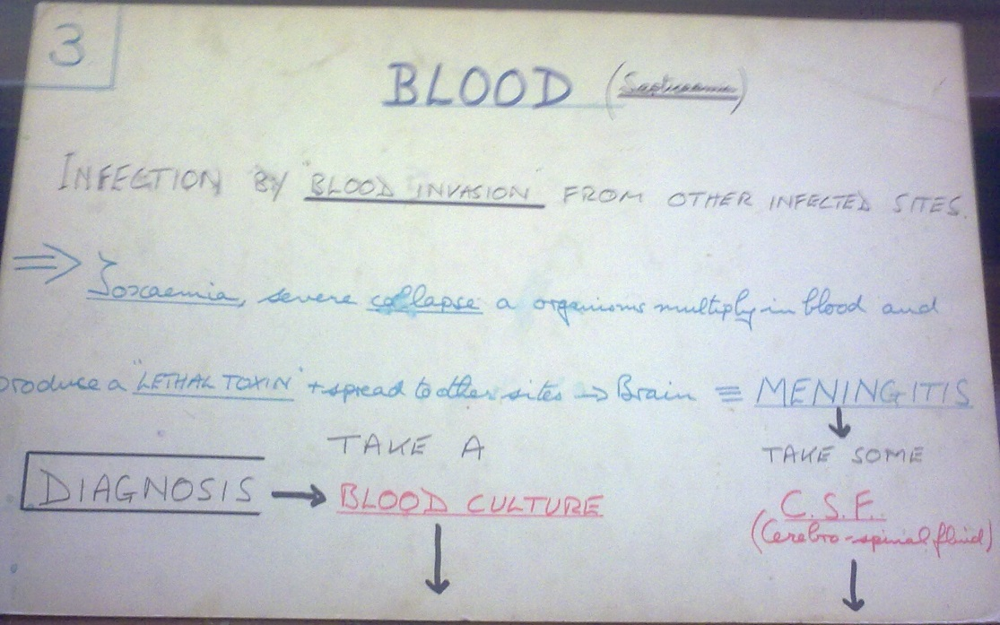 3
BLOOD (Septicaemia)
INFECTION BY "BLOOD INVASION FROM OTHER INFECTED SITES.
⇒ Toxaemia, severe collapse a organisms multiply in blood and
produce a "LETHAL TOXIN" + spread to other sites → Brain ≡ MENINGITIS
TAKE A
TAKE SOME
DIAGNOSIS → BLOOD CULTURE
C.S.F.
(Cerebro-spinal fluid)